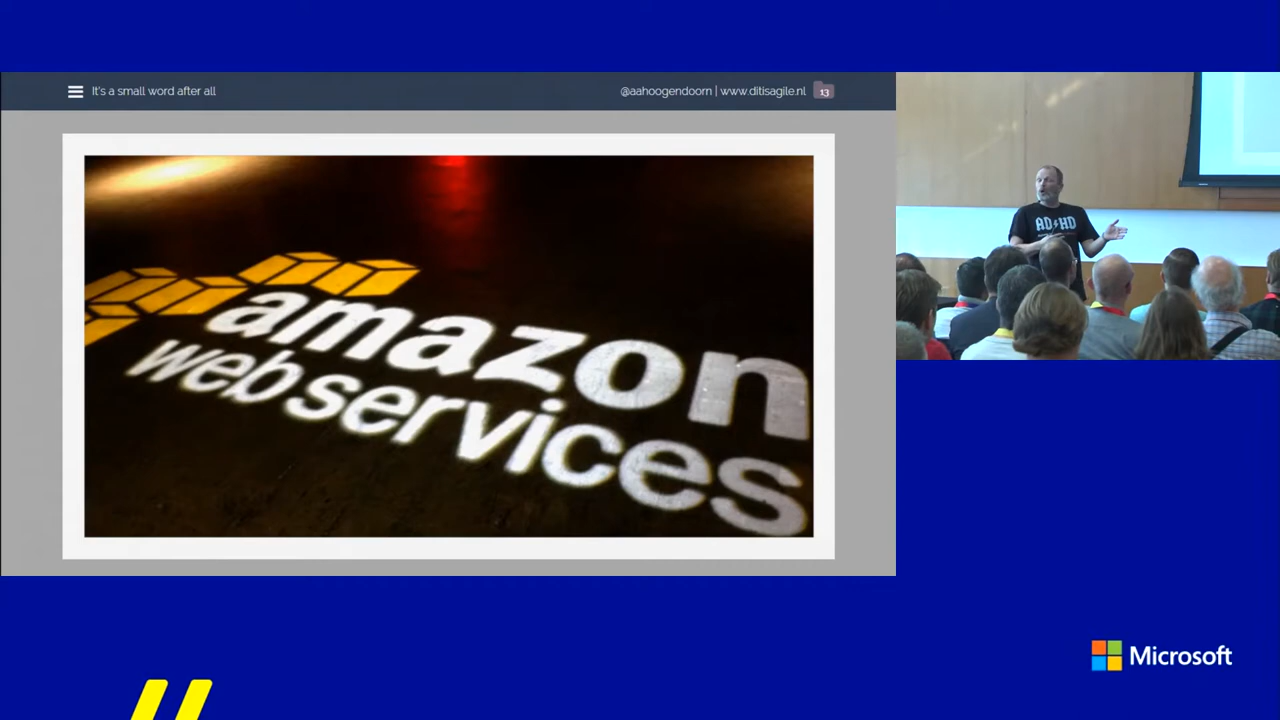 It's a small word after all
@aahoogendoorn | www.ditisagile.nl
13
amazon
web services
AD HD
Microsoft